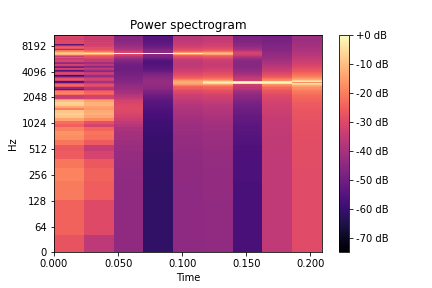 Power spectrogram
8192
4096
2048
1024
512
256
128
64
0
Hz
0.000 0.050 0.100 0.150 0.200
Time
+0 dB
-10 dB
-20 dB
-30 dB
-40 dB
-50 dB
-60 dB
-70 dB